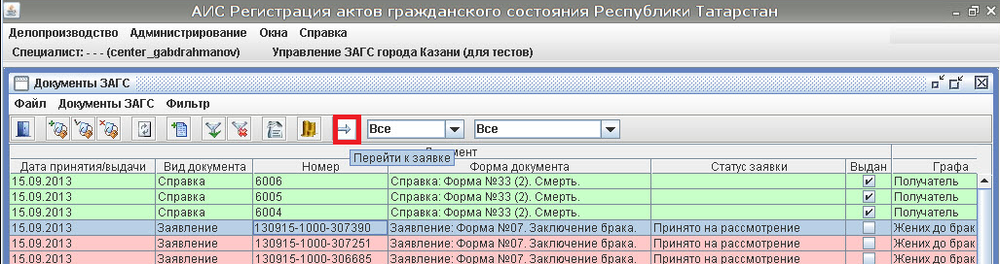 АИС Регистрация актов гражданского состояния Республики Татарстан
Делопроизводство Администрирование Окна Справка
Специалист: - - - (center_gabdrahmanov) Управление ЗАГС города Казани (для тестов)
Документы ЗАГС
Файл Документы ЗАГС Фильтр
Все Все
Перейти к заявке
Дата принятия/выдачи Вид документа Номер Форма документа Статус заявки Выдан Графа
15.09.2013 Справка 6006 Справка: Форма №33 (2). Смерть. Получатель
15.09.2013 Справка 6005 Справка: Форма №33 (2). Смерть. Получатель
15.09.2013 Справка 6004 Справка: Форма №33 (2). Смерть. Получатель
15.09.2013 Заявление 130915-1000-307390 Заявление: Форма №07. Заключение брака. Принято на рассмотрение Жених до брак
15.09.2013 Заявление 130915-1000-307251 Заявление: Форма №07. Заключение брака. Принято на рассмотрение Жених до брак
15.09.2013 Заявление 130915-1000-306685 Заявление: Форма №07. Заключение брака. Принято на рассмотрение Жених до брак